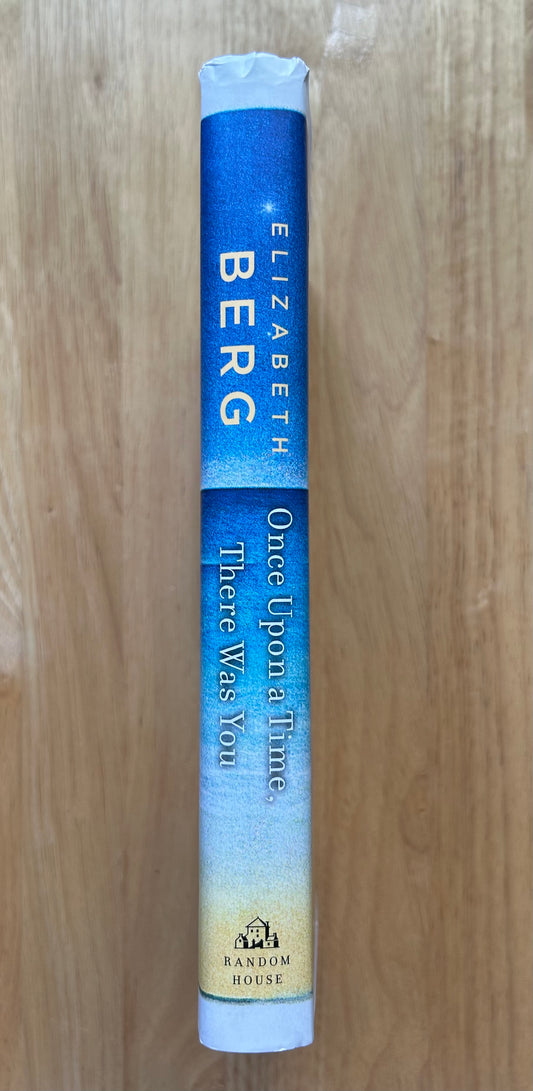 ELIZABETH
BERG
Once Upon a Time,
There Was You
RANDOM
HOUSE